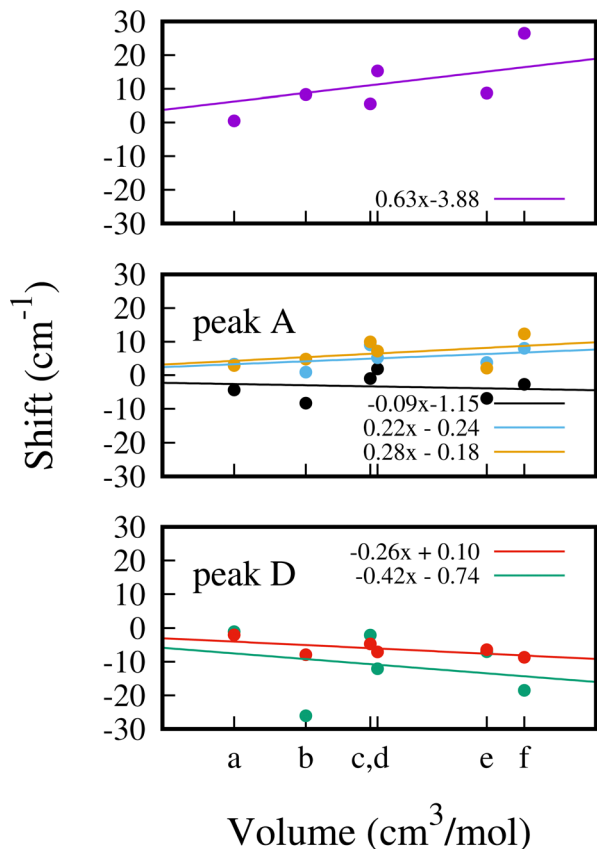 30
20
10
0
-10
-20
-30
0.63x-3.88
30
20
10
0
-10
-20
-30
peak A
-0.09x-1.15
0.22x - 0.24
0.28x - 0.18
Shift (cm-1)
30
20
10
0
-10
-20
-30
peak D
-0.26x + 0.10
-0.42x - 0.74
a b c,d e f
Volume (cm3/mol)